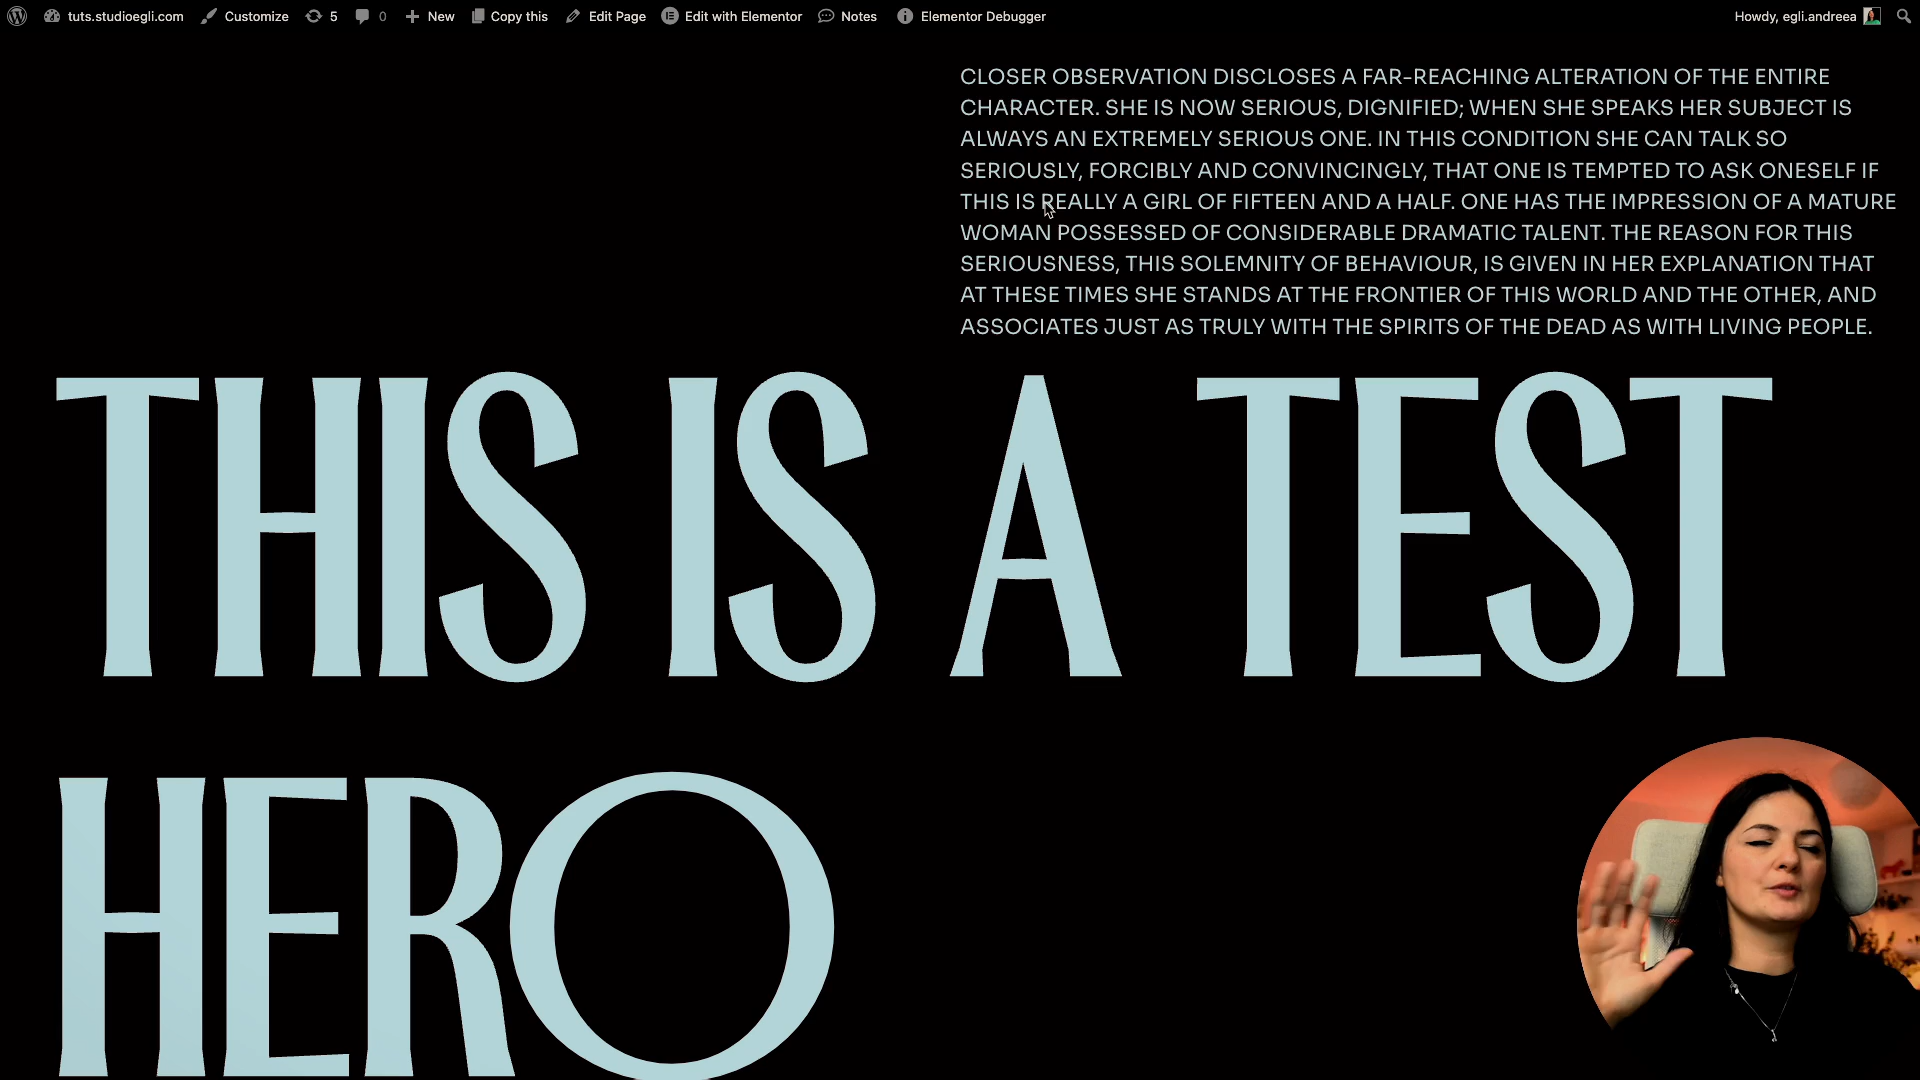 tuts.studioegli.com Customize 5 0 New Copy this Edit Page Edit with Elementor Notes Elementor Debugger Howdy, egli.andreea
CLOSER OBSERVATION DISCLOSES A FAR-REACHING ALTERATION OF THE ENTIRE
CHARACTER. SHE IS NOW SERIOUS, DIGNIFIED; WHEN SHE SPEAKS HER SUBJECT IS
ALWAYS AN EXTREMELY SERIOUS ONE. IN THIS CONDITION SHE CAN TALK SO
SERIOUSLY, FORCIBLY AND CONVINCINGLY, THAT ONE IS TEMPTED TO ASK ONESELF IF
THIS IS REALLY A GIRL OF FIFTEEN AND A HALF. ONE HAS THE IMPRESSION OF A MATURE
WOMAN POSSESSED OF CONSIDERABLE DRAMATIC TALENT. THE REASON FOR THIS
SERIOUSNESS, THIS SOLEMNITY OF BEHAVIOUR, IS GIVEN IN HER EXPLANATION THAT
AT THESE TIMES SHE STANDS AT THE FRONTIER OF THIS WORLD AND THE OTHER, AND
ASSOCIATES JUST AS TRULY WITH THE SPIRITS OF THE DEAD AS WITH LIVING PEOPLE.
THIS IS A TEST
HERO